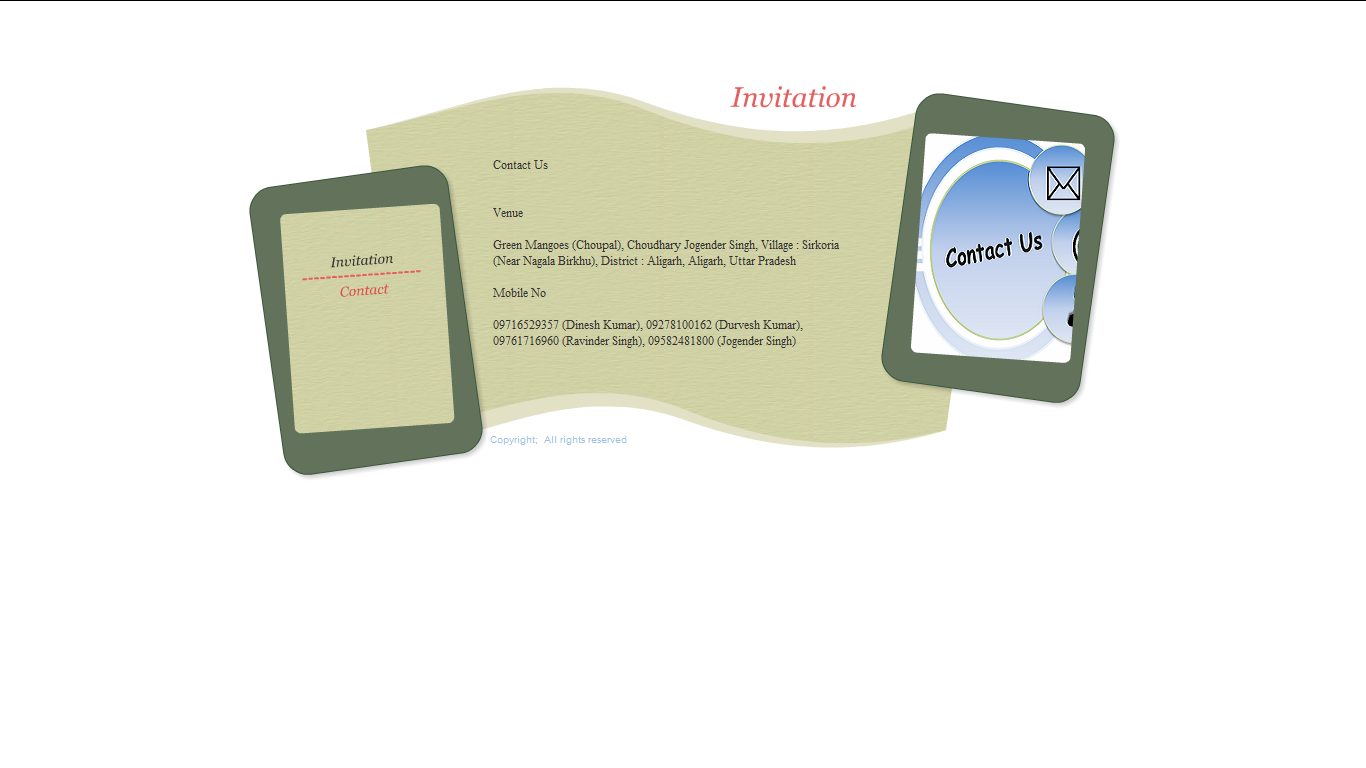 Invitation
Contact Us
Venue
Green Mangoes (Choupal), Choudhary Jogender Singh, Village : Sirkoria
(Near Nagala Birkhu), District : Aligarh, Aligarh, Uttar Pradesh
Mobile No
09716529357 (Dinesh Kumar), 09278100162 (Durvesh Kumar),
09761716960 (Ravinder Singh), 09582481800 (Jogender Singh)
Invitation
Contact
Contact Us
Copyright;  All rights reserved